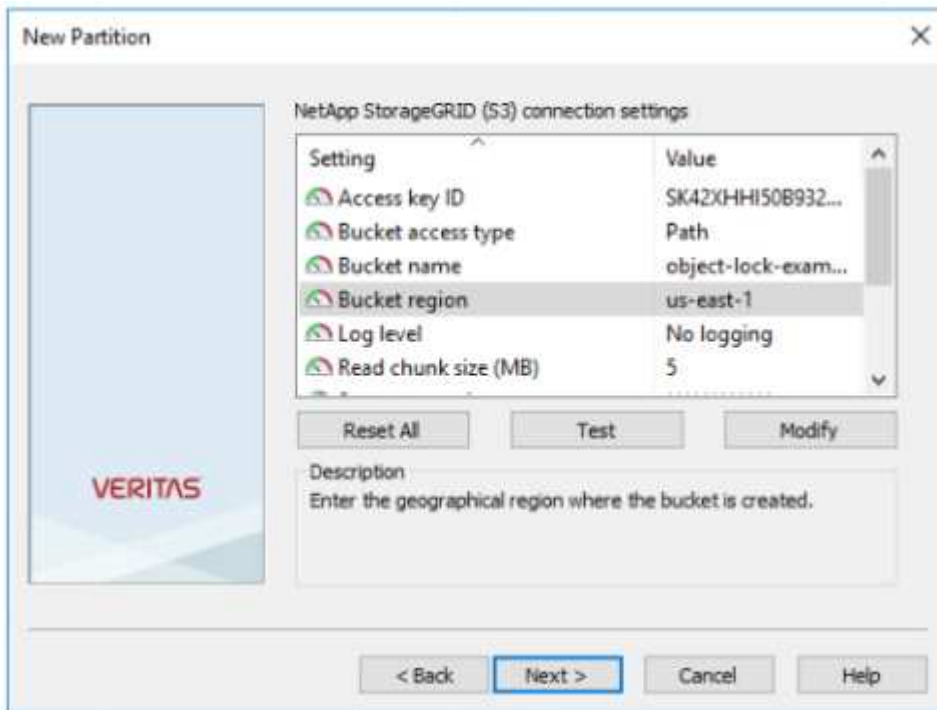 New Partition
NetApp StorageGRID (S3) connection settings
Setting Value
Access key ID SK42XHHI50B932...
Bucket access type Path
Bucket name object-lock-exam...
Bucket region us-east-1
Log level No logging
Read chunk size (MB) 5
Reset All Test Modify
VERITAS
Description
Enter the geographical region where the bucket is created.
< Back Next > Cancel Help